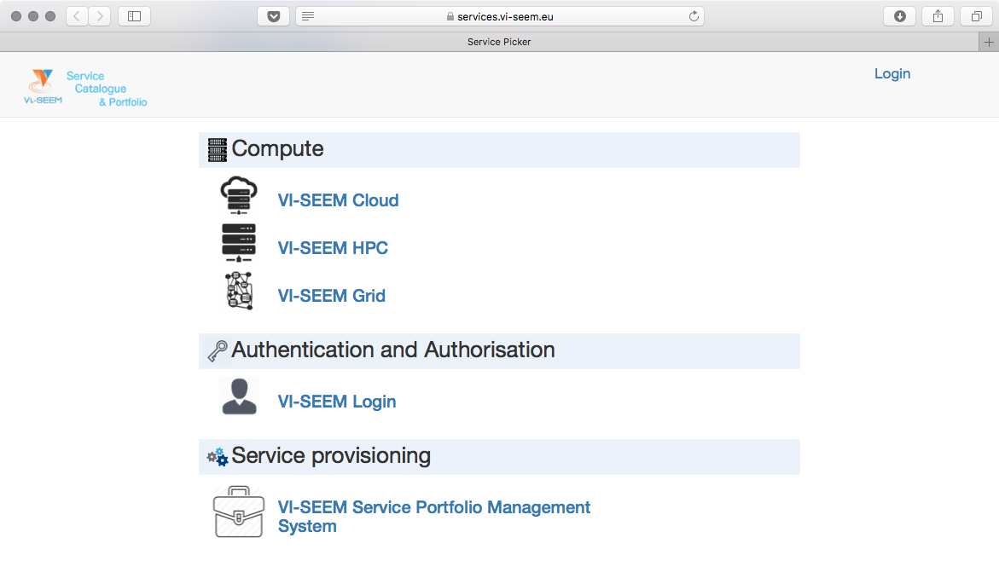 services.vi-seem.eu
Service Picker
Service
Catalogue
& Portfolio
VI-SEEM
Login
Compute
VI-SEEM Cloud
VI-SEEM HPC
VI-SEEM Grid
Authentication and Authorisation
VI-SEEM Login
Service provisioning
VI-SEEM Service Portfolio Management
System